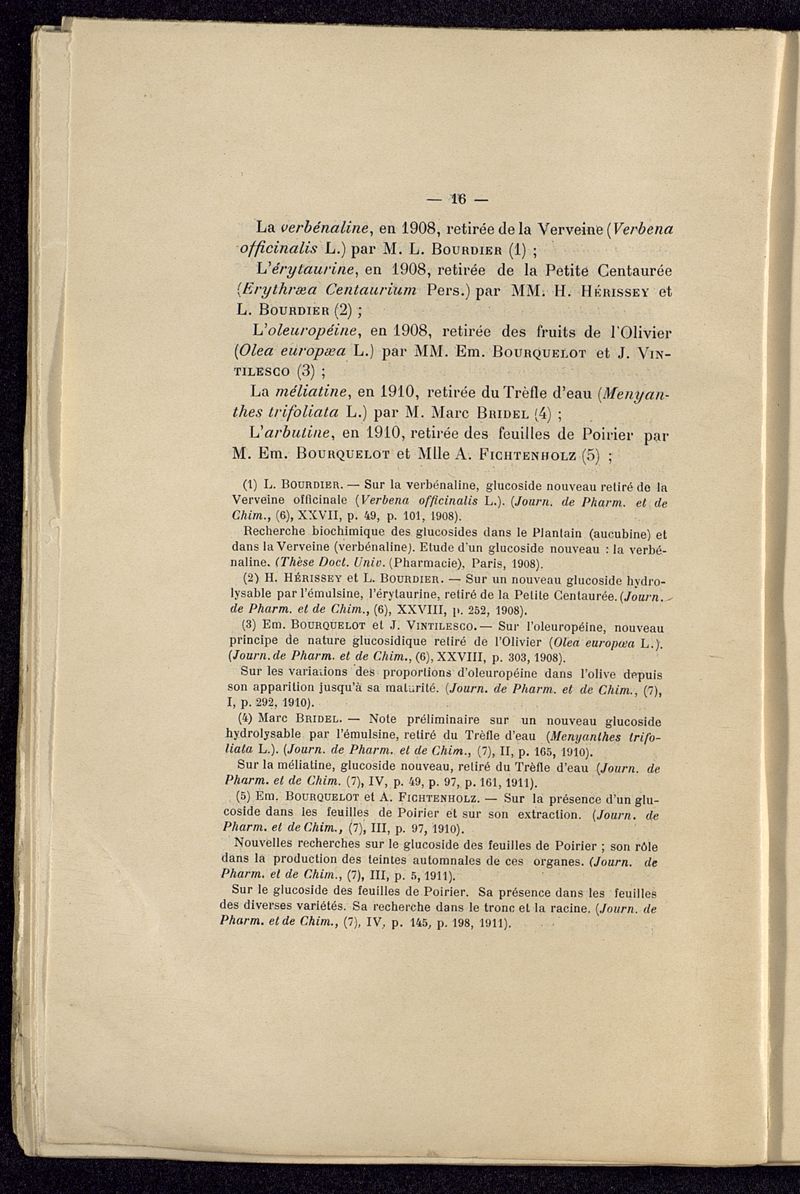 — 16 —
La verbénaline, en 1908, retirée de la Verveine (Verbena
officinalis L.) par M. L. BOURDIER (1) ;
L'érytaurine, en 1908, retirée de la Petite Centaurée
(Erythræa Centaurium Pers.) par MM. H. HÉRISSEY et
L. BOURDIER (2) ;
L'oleuropéine, en 1908, retirée des fruits de l'Olivier
(Olea europæa L.) par MM. Em. BOURQUELOT et J. VIN-
TILESCO (3) ;
La méliatine, en 1910, retirée du Trèfle d'eau (Menyan-
thes trifoliata L.) par M. Marc BRIDEL (4) ;
L'arbutine, en 1910, retirée des feuilles de Poirier par
M. Em. BOURQUELOT et Mlle A. FICHTENHOLZ (5) ;
(1) L. BOURDIER. — Sur la verbénaline, glucoside nouveau retiré de la
Verveine officinale (Verbena officinalis L.). (Journ. de Pharm. et de
Chim., (6), XXVII, p. 49, p. 101, 1908).
Recherche biochimique des glucosides dans le Plantain (aucubine) et
dans la Verveine (verbénaline). Etude d'un glucoside nouveau : la verbé-
naline. (Thèse Doct. Univ. (Pharmacie), Paris, 1908).
(2) H. HÉRISSEY et L. BOURDIER. — Sur un nouveau glucoside hydro-
lysable par l'émulsine, l'érytaurine, retiré de la Petite Centaurée. (Journ.
de Pharm. et de Chim., (6), XXVIII, p. 252, 1908).
(3) Em. BOURQUELOT et J. VINTILESCO. — Sur l'oleuropéine, nouveau
principe de nature glucosidique retiré de l'Olivier (Olea europæa L.).
(Journ. de Pharm. et de Chim., (6), XXVIII, p. 303, 1908).
Sur les variations des proportions d'oleuropéine dans l'olive depuis
son apparition jusqu'à sa maturité. (Journ. de Pharm. et de Chim., (7),
I, p. 292, 1910).
(4) Marc BRIDEL. — Note préliminaire sur un nouveau glucoside
hydrolysable par l'émulsine, retiré du Trèfle d'eau (Menyanthes trifo-
liata L.). (Journ. de Pharm. et de Chim., (7), II, p. 165, 1910).
Sur la méliatine, glucoside nouveau, retiré du Trèfle d'eau (Journ. de
Pharm. et de Chim. (7), IV, p. 49, p. 97, p. 161, 1911).
(5) Em. BOURQUELOT et A. FICHTENHOLZ. — Sur la présence d'un glu-
coside dans les feuilles de Poirier et sur son extraction. (Journ. de
Pharm. et de Chim., (7), III, p. 97, 1910).
Nouvelles recherches sur le glucoside des feuilles de Poirier ; son rôle
dans la production des teintes automnales de ces organes. (Journ. de
Pharm. et de Chim., (7), III, p. 5, 1911).
Sur le glucoside des feuilles de Poirier. Sa présence dans les feuilles
des diverses variétés. Sa recherche dans le tronc et la racine. (Journ. de
Pharm. et de Chim., (7), IV, p. 145, p. 198, 1911).